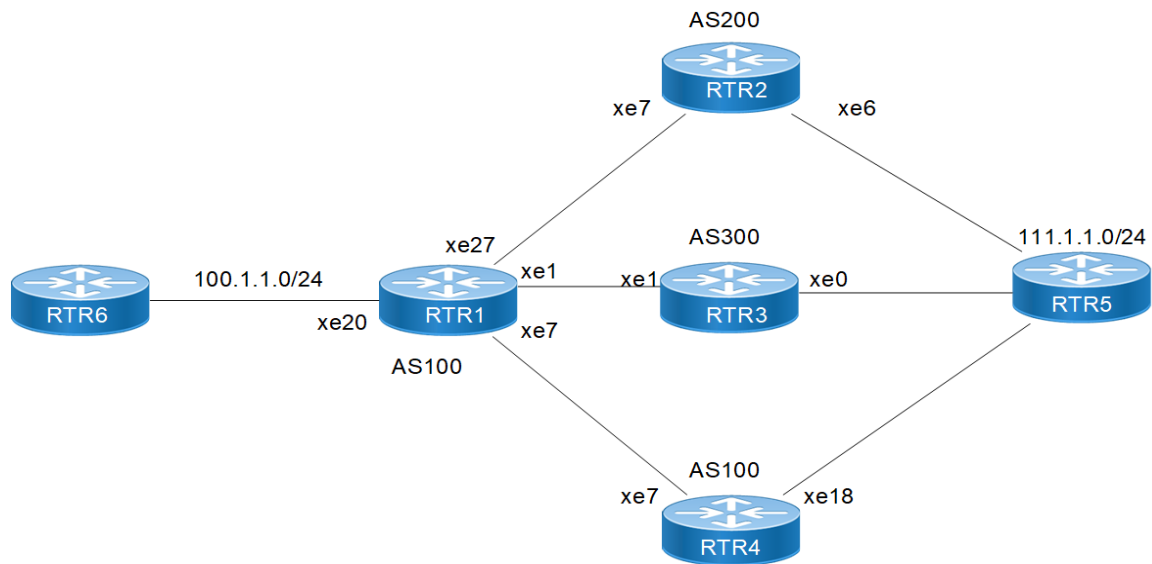 AS200
RTR2
xe7
xe6
xe27
AS300
111.1.1.0/24
100.1.1.0/24
xe1
xe1
xe0
RTR6
RTR1
RTR3
RTR5
xe20
xe7
AS100
AS100
xe7
xe18
RTR4